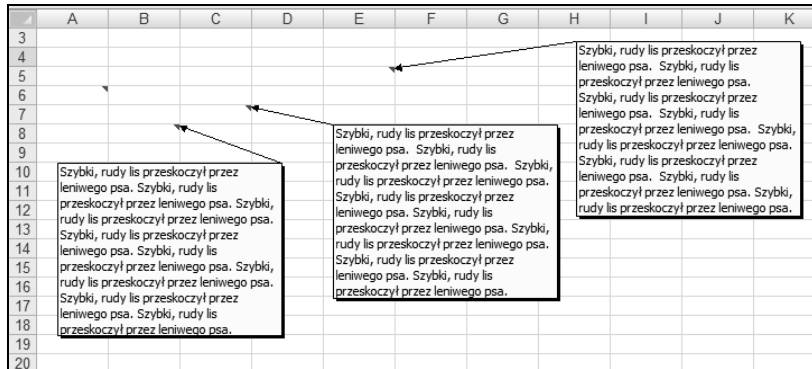 A B C D E F G H I J K
3
4
5
6
7
8
9
10
11
12
13
14
15
16
17
18
19
20
Szybki, rudy lis przeskoczył przez
leniwego psa. Szybki, rudy lis
przeskoczył przez leniwego psa. Szybki,
rudy lis przeskoczył przez leniwego psa.
Szybki, rudy lis przeskoczył przez
leniwego psa. Szybki, rudy lis
przeskoczył przez leniwego psa. Szybki,
rudy lis przeskoczył przez leniwego psa.
Szybki, rudy lis przeskoczył przez
leniwego psa. Szybki, rudy lis
przeskoczył przez leniwego psa.
Szybki, rudy lis przeskoczył przez
leniwego psa. Szybki, rudy lis
przeskoczył przez leniwego psa. Szybki,
rudy lis przeskoczył przez leniwego psa.
Szybki, rudy lis przeskoczył przez
leniwego psa. Szybki, rudy lis
przeskoczył przez leniwego psa. Szybki,
rudy lis przeskoczył przez leniwego psa.
Szybki, rudy lis przeskoczył przez
leniwego psa. Szybki, rudy lis
przeskoczył przez leniwego psa.
Szybki, rudy lis przeskoczył przez
leniwego psa. Szybki, rudy lis
przeskoczył przez leniwego psa.
Szybki, rudy lis przeskoczył przez
leniwego psa. Szybki, rudy lis
przeskoczył przez leniwego psa. Szybki,
rudy lis przeskoczył przez leniwego psa.
Szybki, rudy lis przeskoczył przez
leniwego psa. Szybki, rudy lis
przeskoczył przez leniwego psa. Szybki,
rudy lis przeskoczył przez leniwego psa.